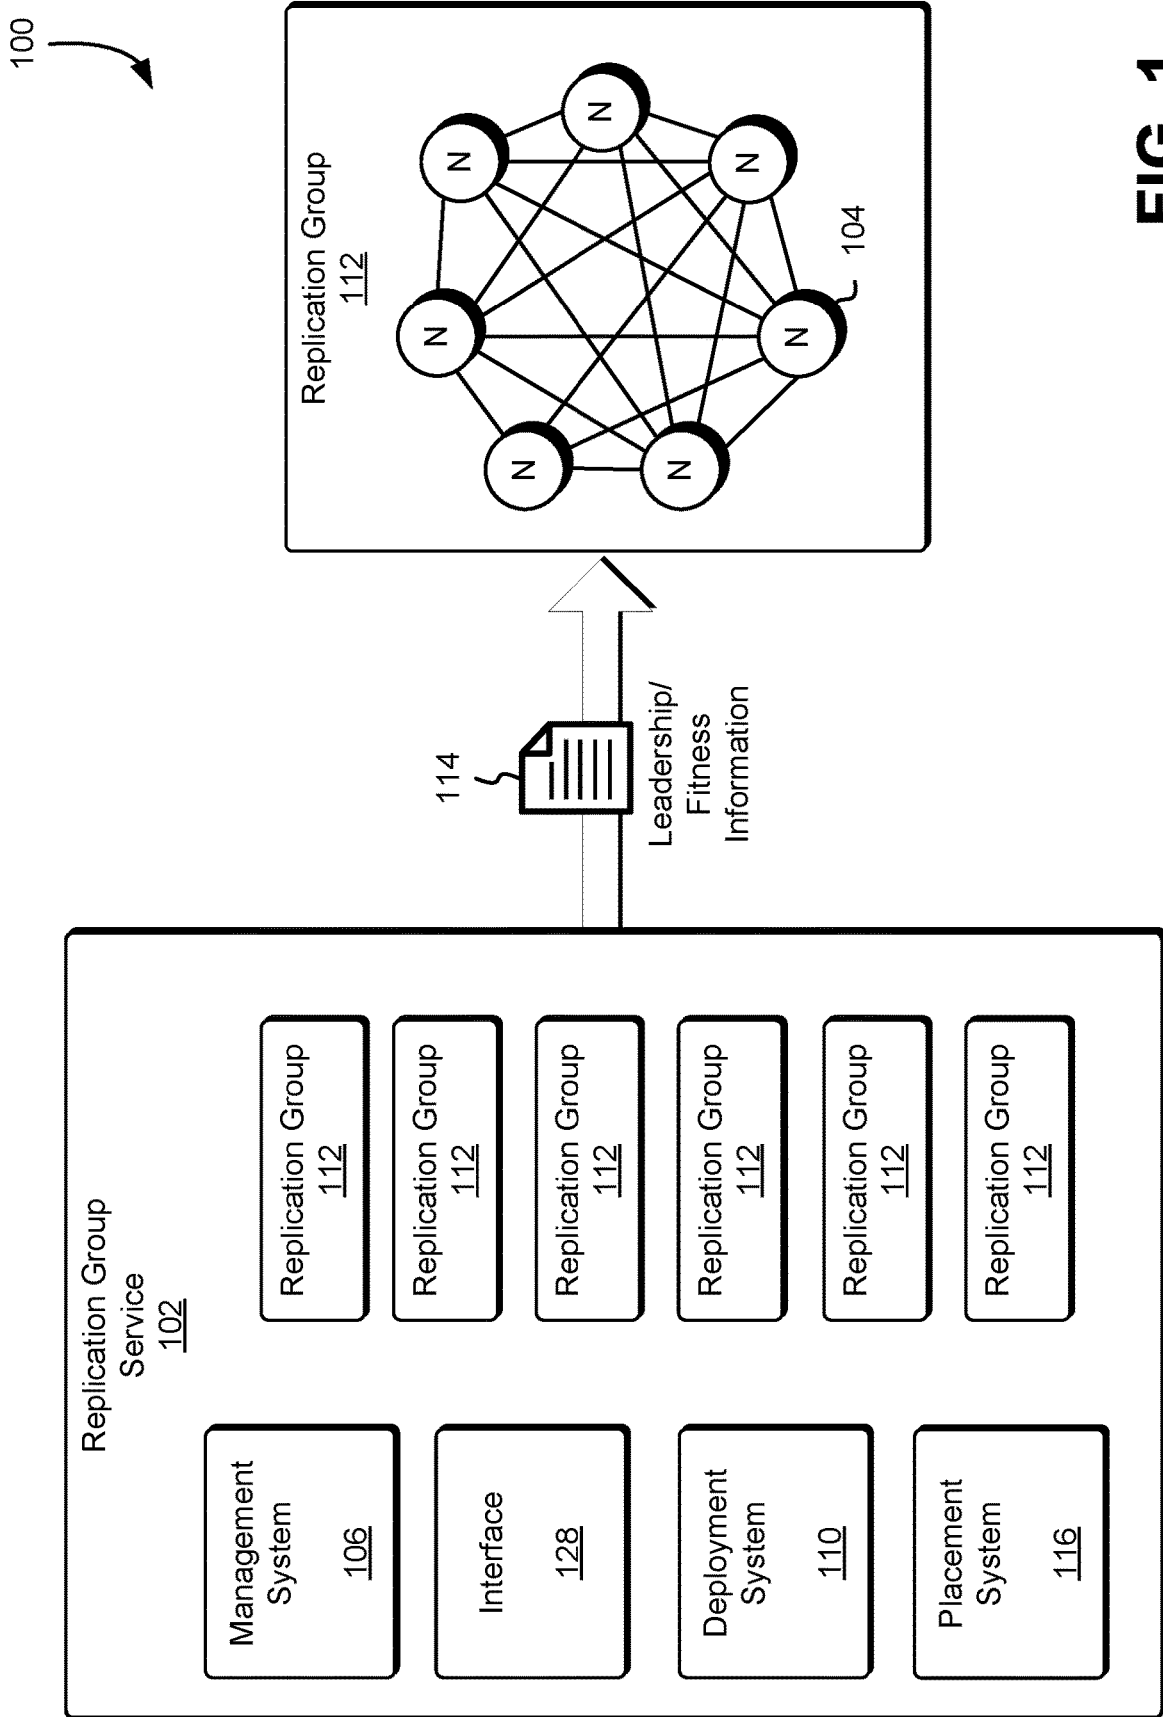 100
Replication Group
Service
102
Management
System
106
Interface
128
Deployment
System
110
Placement
System
116
Replication Group
112
Replication Group
112
Replication Group
112
Replication Group
112
Replication Group
112
Replication Group
112
114
Leadership/
Fitness
Information
Replication Group
112
N
N
N
N
N
N
N
104
FIG. 1